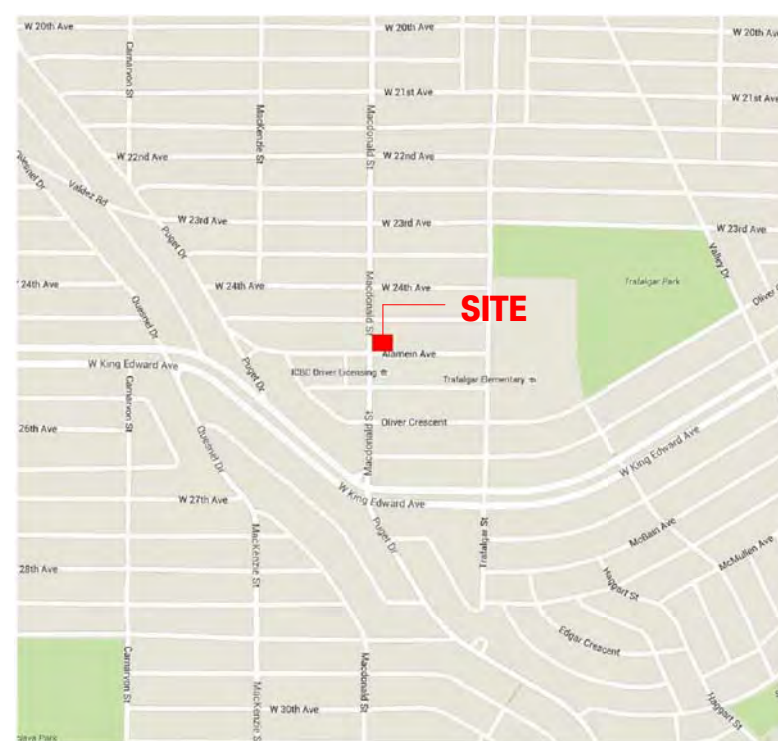 W 20th Ave
W 20th Ave
W 20th Av
Carnarvon St
W 21st Ave
W 21st Ave
MacKenzie St
Macdonald St
W 22nd Ave
W 22nd Ave
Quesnel Dr
Valdez Rd
W 23rd Ave
W 23rd Ave
W 23rd Ave
Puget Dr
Valley Dr
24th Ave
W 24th Ave
Macdonald St
W 24th Ave
Trafalgar Park
Oliver
Quesnel Dr
SITE
Alamein Ave
W King Edward Ave
Puget Dr
ICBC Driver Licensing
Trafalgar Elementary
Carnarvon St
Macdonald St
Oliver Crescent
26th Ave
Quesnel Dr
W King Edward Ave
W King Edward Ave
W 27th Ave
Puget Dr
Trafalgar St
McBain Ave
MacKenzie St
McMullen Ave
28th Ave
Haggart St
Edgar Crescent
Carnarvon St
Macdonald St
MacKenzie S
W 30th Ave
Haggart St
Park